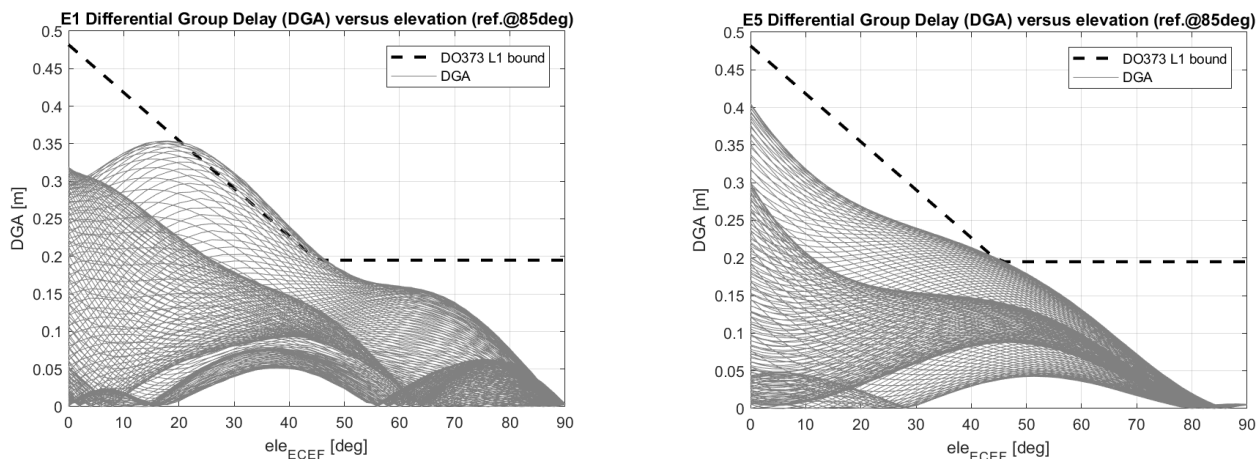 E1 Differential Group Delay (DGA) versus elevation (ref.@85deg)
0.5
0.45
0.4
0.35
0.3
0.25
0.2
0.15
0.1
0.05
0
DGA [m]
DO373 L1 bound
DGA
0 10 20 30 40 50 60 70 80 90
ele_ECEF [deg]
E5 Differential Group Delay (DGA) versus elevation (ref.@85deg)
0.5
0.45
0.4
0.35
0.3
0.25
0.2
0.15
0.1
0.05
0
DGA [m]
DO373 L1 bound
DGA
0 10 20 30 40 50 60 70 80 90
ele_ECEF [deg]